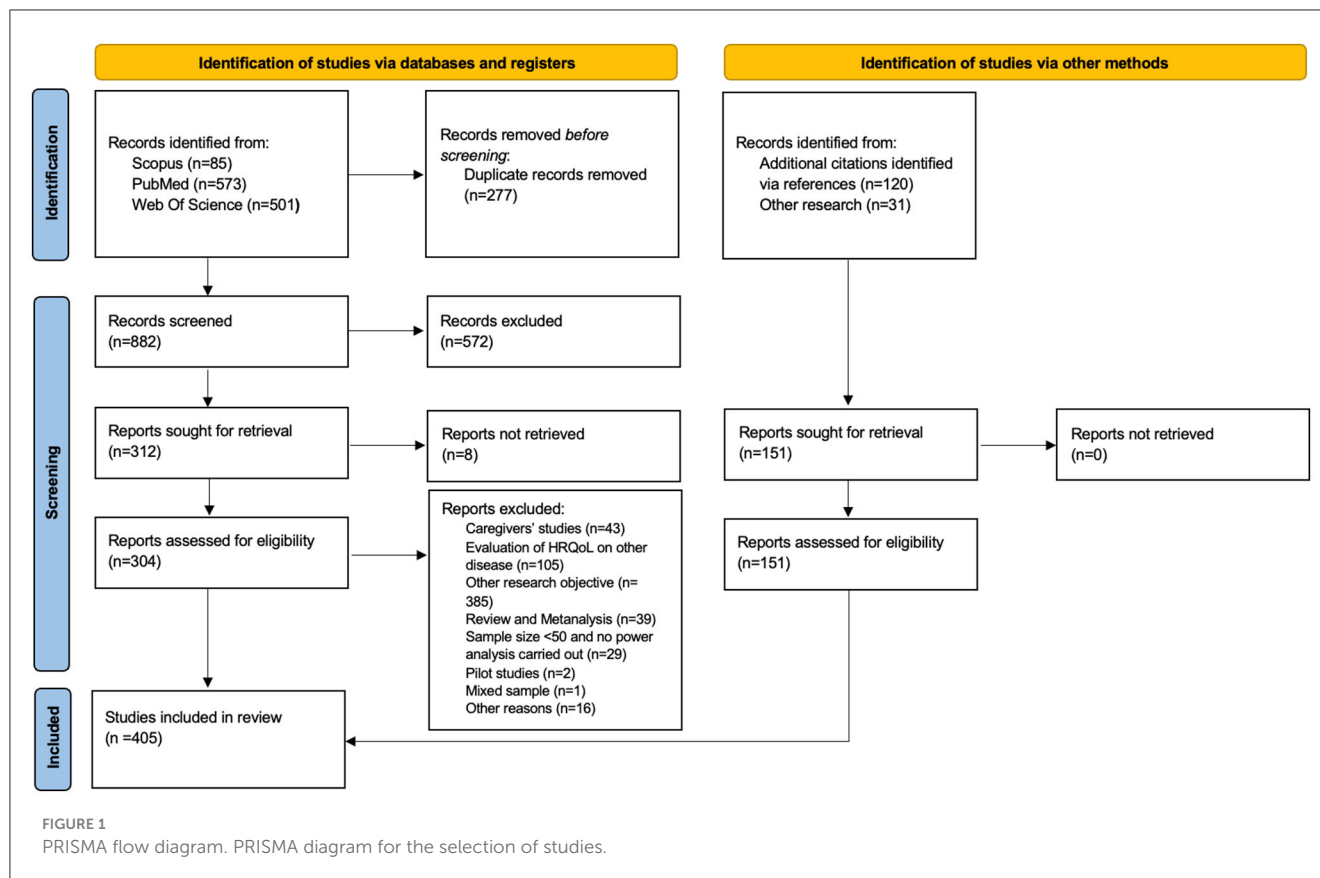 Identification of studies via databases and registers
Identification of studies via other methods
Identification
Records identified from:
Scopus (n=85)
PubMed (n=573)
Web Of Science (n=501)
Records removed before
screening:
Duplicate records removed
(n=277)
Records identified from:
Additional citations identified
via references (n=120)
Other research (n=31)
Screening
Records screened
(n=882)
Records excluded
(n=572)
Reports sought for retrieval
(n=312)
Reports not retrieved
(n=8)
Reports sought for retrieval
(n=151)
Reports not retrieved
(n=0)
Reports assessed for eligibility
(n=304)
Reports excluded:
Caregivers' studies (n=43)
Evaluation of HRQoL on other
disease (n=105)
Other research objective (n=
385)
Review and Metanalysis (n=39)
Sample size <50 and no power
analysis carried out (n=29)
Pilot studies (n=2)
Mixed sample (n=1)
Other reasons (n=16)
Reports assessed for eligibility
(n=151)
Included
Studies included in review
(n =405)
FIGURE 1
PRISMA flow diagram. PRISMA diagram for the selection of studies.